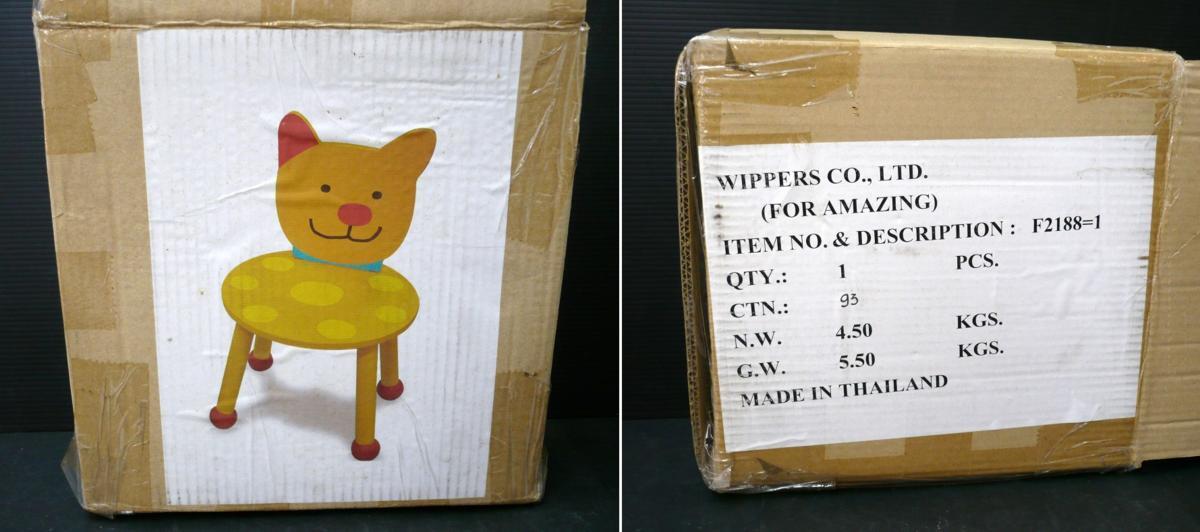 WIPPERS CO., LTD.
(FOR AMAZING)
ITEM NO. & DESCRIPTION : F2188=1
QTY.: 1 PCS.
CTN.: 93
N.W. 4.50 KGS.
G.W. 5.50 KGS.
MADE IN THAILAND